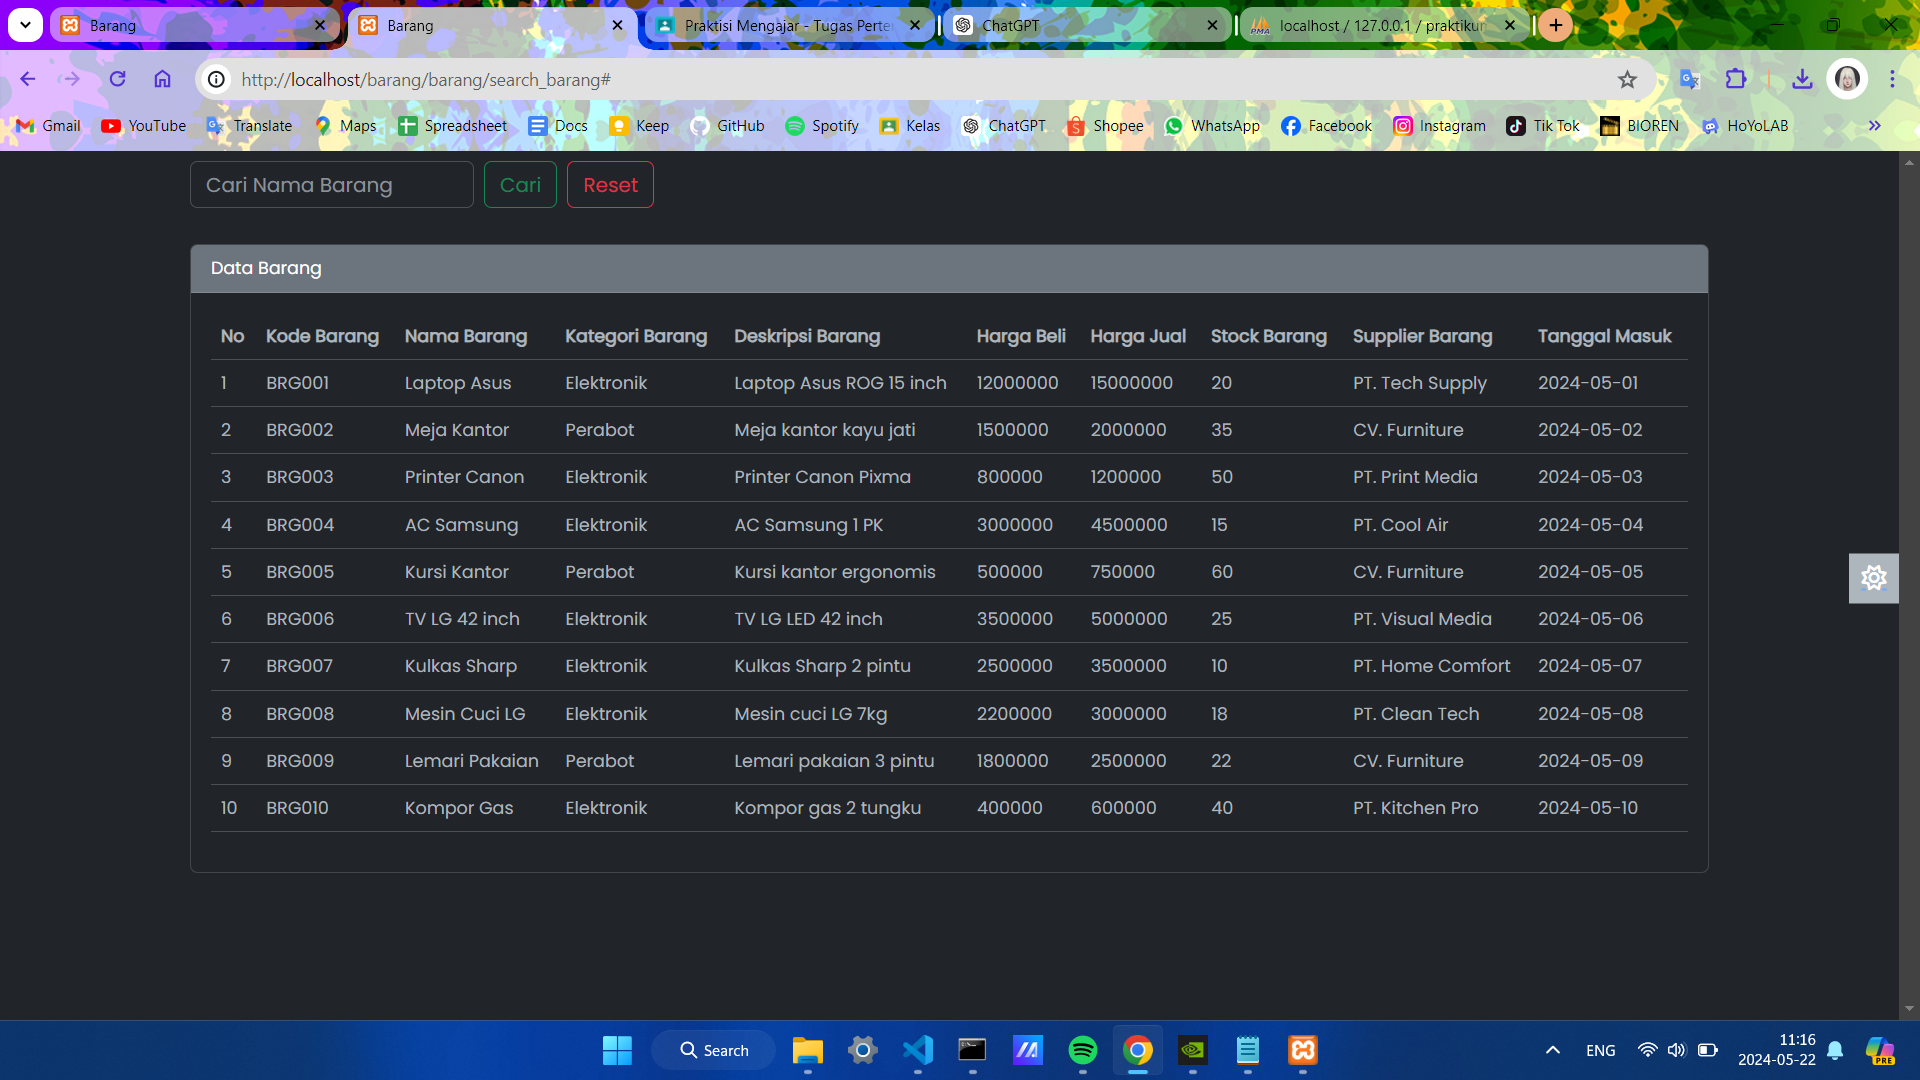 Barang
Barang
Praktisi Mengajar - Tugas Perte
ChatGPT
localhost / 127.0.0.1 / praktikun
http://localhost/barang/barang/search_barang#
Gmail YouTube Translate Maps Spreadsheet Docs Keep GitHub Spotify Kelas ChatGPT Shopee WhatsApp Facebook Instagram Tik Tok BIOREN HoYoLAB
Cari Nama Barang Cari Reset
Data Barang
No Kode Barang Nama Barang Kategori Barang Deskripsi Barang Harga Beli Harga Jual Stock Barang Supplier Barang Tanggal Masuk
1 BRG001 Laptop Asus Elektronik Laptop Asus ROG 15 inch 12000000 15000000 20 PT. Tech Supply 2024-05-01
2 BRG002 Meja Kantor Perabot Meja kantor kayu jati 1500000 2000000 35 CV. Furniture 2024-05-02
3 BRG003 Printer Canon Elektronik Printer Canon Pixma 800000 1200000 50 PT. Print Media 2024-05-03
4 BRG004 AC Samsung Elektronik AC Samsung 1 PK 3000000 4500000 15 PT. Cool Air 2024-05-04
5 BRG005 Kursi Kantor Perabot Kursi kantor ergonomis 500000 750000 60 CV. Furniture 2024-05-05
6 BRG006 TV LG 42 inch Elektronik TV LG LED 42 inch 3500000 5000000 25 PT. Visual Media 2024-05-06
7 BRG007 Kulkas Sharp Elektronik Kulkas Sharp 2 pintu 2500000 3500000 10 PT. Home Comfort 2024-05-07
8 BRG008 Mesin Cuci LG Elektronik Mesin cuci LG 7kg 2200000 3000000 18 PT. Clean Tech 2024-05-08
9 BRG009 Lemari Pakaian Perabot Lemari pakaian 3 pintu 1800000 2500000 22 CV. Furniture 2024-05-09
10 BRG010 Kompor Gas Elektronik Kompor gas 2 tungku 400000 600000 40 PT. Kitchen Pro 2024-05-10
Search
ENG
11:16
2024-05-22
PRE